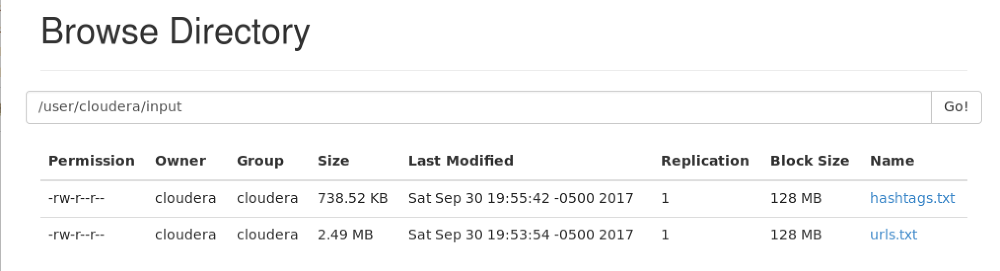 Browse Directory
/user/cloudera/input Go!
Permission Owner Group Size Last Modified Replication Block Size Name
-rw-r--r-- cloudera cloudera 738.52 KB Sat Sep 30 19:55:42 -0500 2017 1 128 MB hashtags.txt
-rw-r--r-- cloudera cloudera 2.49 MB Sat Sep 30 19:53:54 -0500 2017 1 128 MB urls.txt